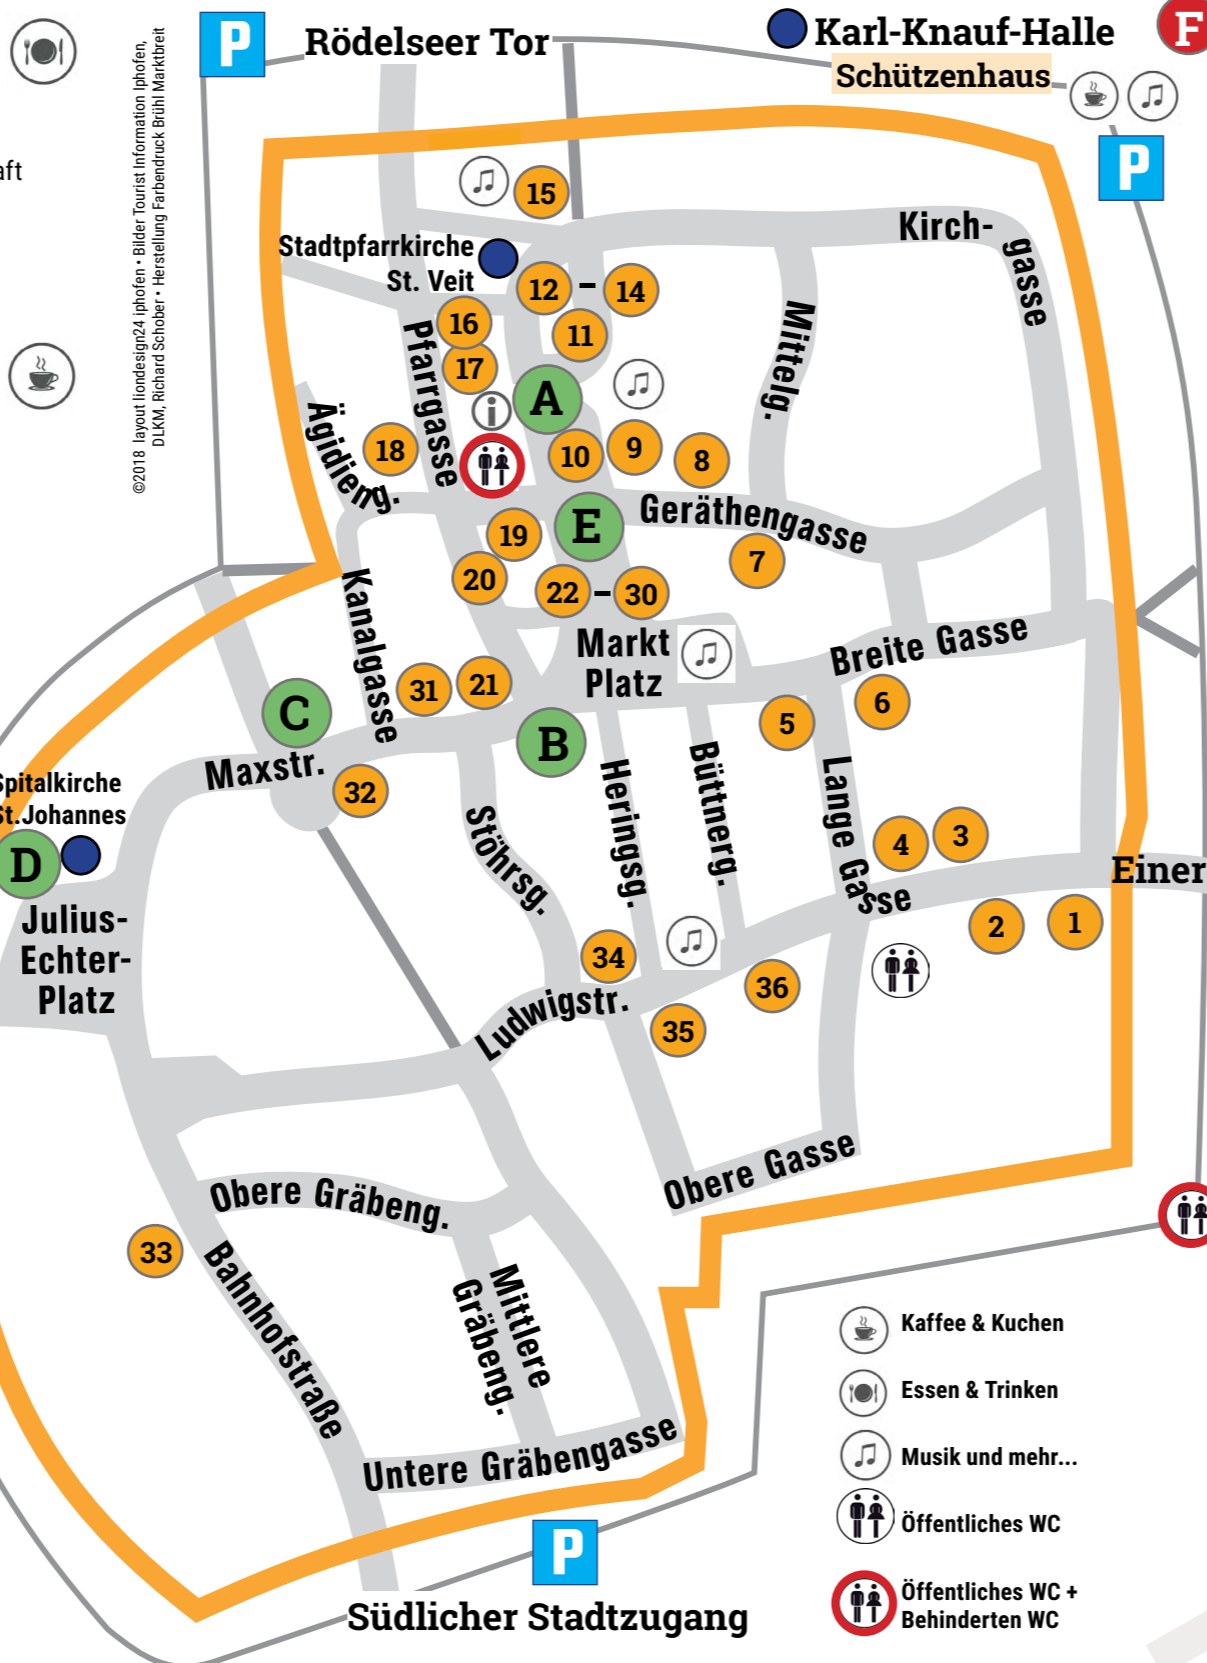 P
Rödelseer Tor
Karl-Knauf-Halle
F
Schützenhaus
P
aft
©2018 layout liondesign24 iphofen • Bilder Tourist Information Iphofen,
DLKM, Richard Schober • Herstellung Farbendruck Brühl Marktbreit
15
Kirch-
gasse
Stadtpfarrkirche
St. Veit
12 – 14
16
11
Mittelg.
Pfarrgasse
17
i
A
Ägidieng.
18
10
9
8
19
E
Geräthengasse
7
20
22 – 30
Kanalgasse
Markt
Platz
Breite Gasse
31
21
6
C
B
5
Maxstr.
32
Heringsg.
Büttnerg.
Lange Gasse
Spitalkirche
St.Johannes
Stöhrsg.
4
3
D
Einer
Julius-
Echter-
Platz
2
1
34
36
Ludwigstr.
35
Obere Gasse
Obere Gräbeng.
33
Bahnhofstraße
Mittlere
Gräbeng.
Kaffee & Kuchen
Essen & Trinken
Untere Gräbengasse
Musik und mehr...
Öffentliches WC
P
Öffentliches WC +
Behinderten WC
Südlicher Stadtzugang